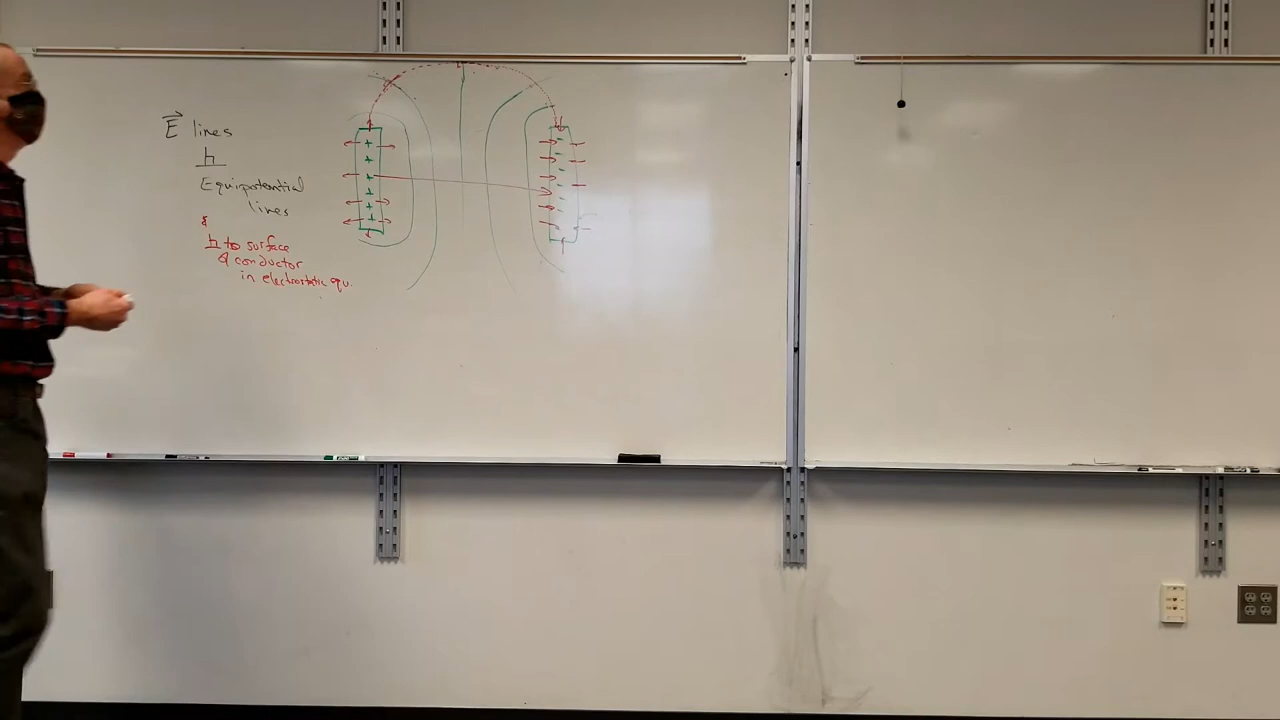 E⃗ lines
⊥
Equipotential
lines
&
⊥ to surface
of conductor
in electrostatic equ.
+ -
+ -
+ -
+ -
+ -
+ -